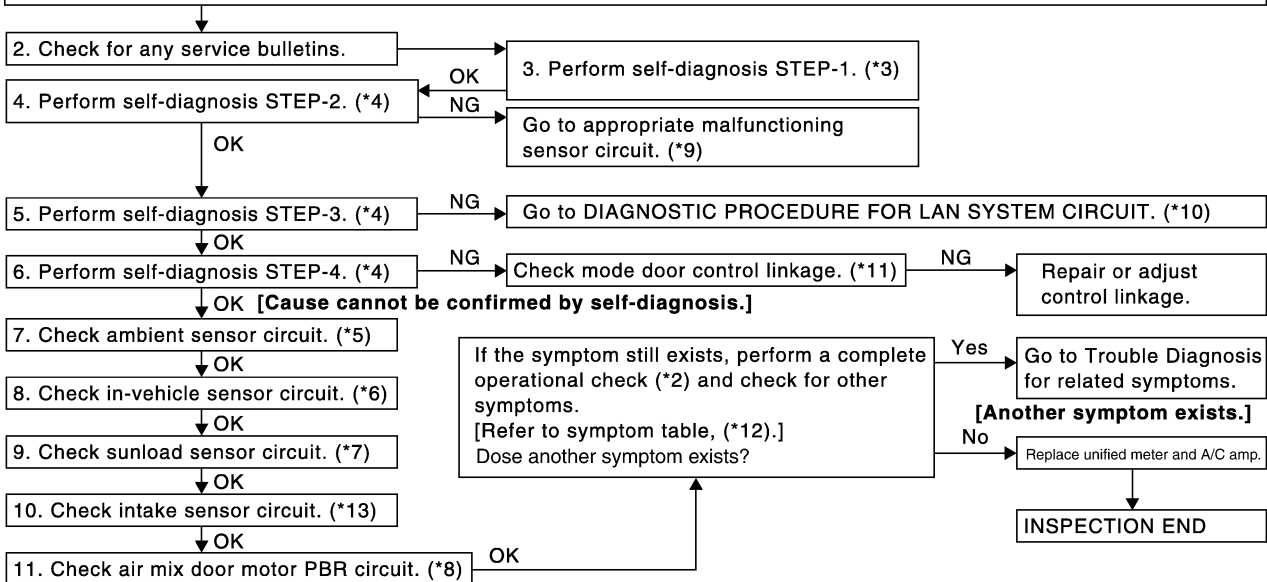 2. Check for any service bulletins.
3. Perform self-diagnosis STEP-1. (*3)
OK
4. Perform self-diagnosis STEP-2. (*4)
NG
Go to appropriate malfunctioning
sensor circuit. (*9)
OK
5. Perform self-diagnosis STEP-3. (*4)
NG
Go to DIAGNOSTIC PROCEDURE FOR LAN SYSTEM CIRCUIT. (*10)
OK
6. Perform self-diagnosis STEP-4. (*4)
NG
Check mode door control linkage. (*11)
NG
Repair or adjust
control linkage.
OK
[Cause cannot be confirmed by self-diagnosis.]
7. Check ambient sensor circuit. (*5)
OK
8. Check in-vehicle sensor circuit. (*6)
OK
9. Check sunload sensor circuit. (*7)
OK
10. Check intake sensor circuit. (*13)
OK
11. Check air mix door motor PBR circuit. (*8)
OK
If the symptom still exists, perform a complete
operational check (*2) and check for other
symptoms.
[Refer to symptom table, (*12).]
Dose another symptom exists?
Yes
Go to Trouble Diagnosis
for related symptoms.
[Another symptom exists.]
No
Replace unified meter and A/C amp.
INSPECTION END